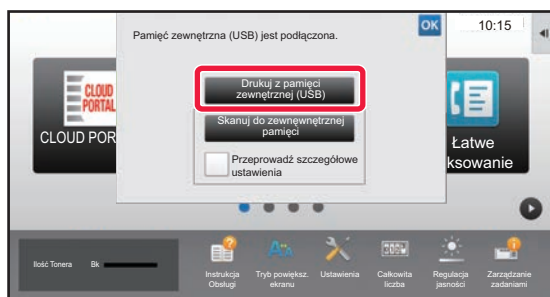 Pamięć zewnętrzna (USB) jest podłączona.
OK
10:15
Drukuj z pamięci
zewnętrznej (USB)
Skanuj do zewnęwnętrznej
pamięci
Przeprowadź szczegółowe
ustawienia
CLOUD
PORTAL
CLOUD POR
Łatwe
ksowanie
Ilość Tonera
Bk
Instrukcja
Obsługi
Tryb powiększ.
ekranu
Ustawienia
Całkowita
liczba
Regulacja
jasności
Zarządzanie
zadaniami